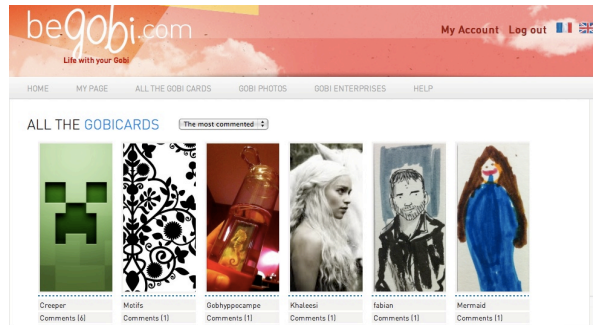 begobi.com
Life with your Gobi
My Account Log out
HOME MY PAGE ALL THE GOBI CARDS GOBI PHOTOS GOBI ENTERPRISES HELP
ALL THE GOBICARDS The most commented
Creeper Motifs Gobhyppocampe Khaleesi fabian Mermaid
Comments (6) Comments (1) Comments (1) Comments (1) Comments (1) Comments (1)